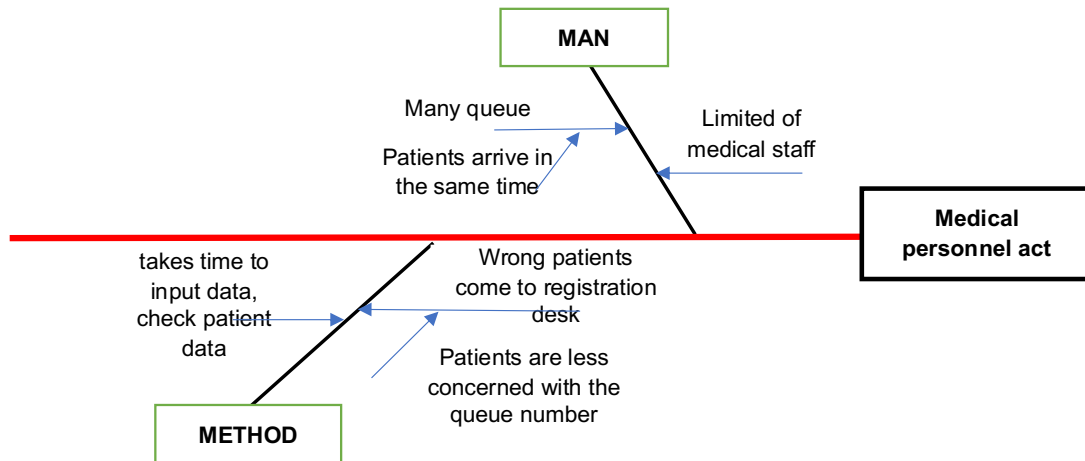 MAN
Many queue
Patients arrive in
the same time
Limited of
medical staff
Medical
personnel act
takes time to
input data,
check patient
data
Wrong patients
come to registration
desk
Patients are less
concerned with the
queue number
METHOD